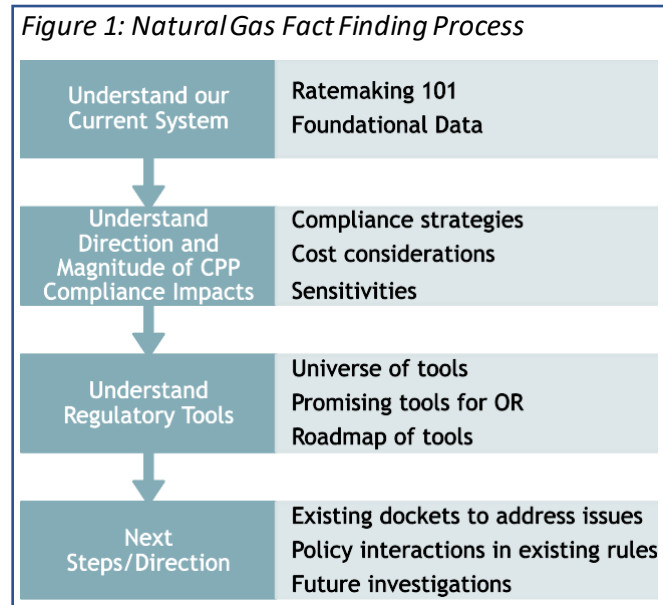 Figure 1: Natural Gas Fact Finding Process
Understand our
Current System
Ratemaking 101
Foundational Data
Understand
Direction and
Magnitude of CPP
Compliance Impacts
Compliance strategies
Cost considerations
Sensitivities
Understand
Regulatory Tools
Universe of tools
Promising tools for OR
Roadmap of tools
Next
Steps/Direction
Existing dockets to address issues
Policy interactions in existing rules
Future investigations